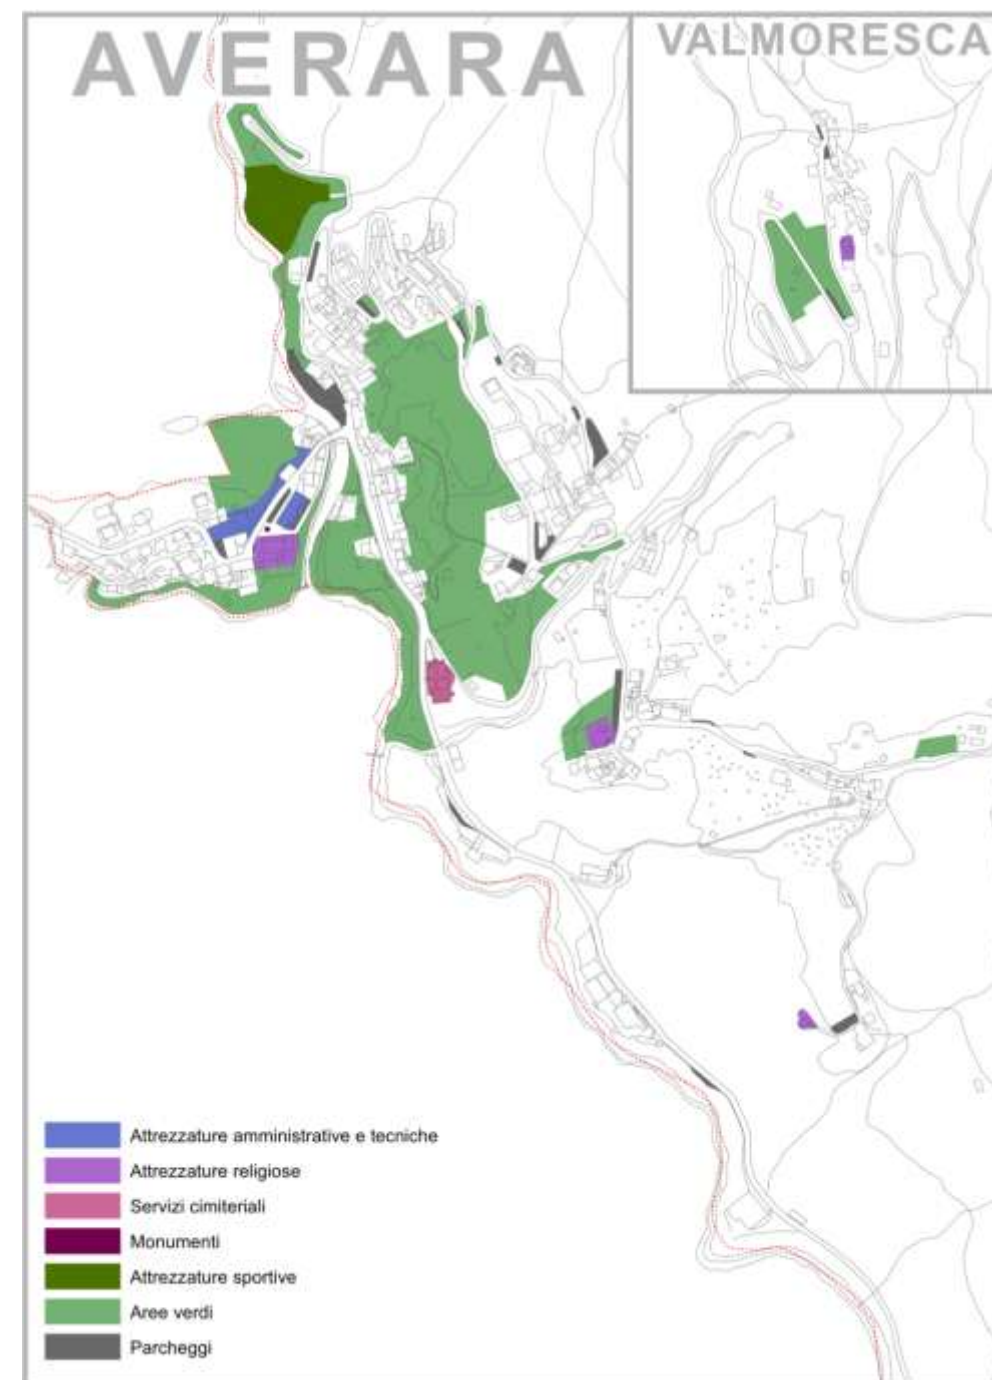 AVERARA
VALMORESCA
Attrezzature amministrative e tecniche
Attrezzature religiose
Servizi cimiteriali
Monumenti
Attrezzature sportive
Aree verdi
Parcheggi